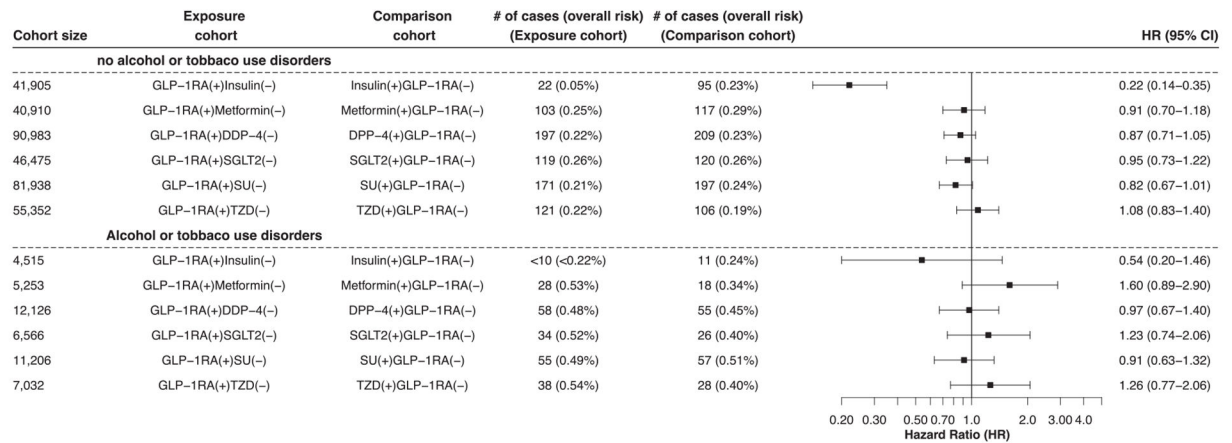 Cohort size Exposure cohort Comparison cohort # of cases (overall risk) (Exposure cohort) # of cases (overall risk) (Comparison cohort) HR (95% CI)
no alcohol or tobbaco use disorders
41,905 GLP−1RA(+)Insulin(−) Insulin(+)GLP−1RA(−) 22 (0.05%) 95 (0.23%) 0.22 (0.14−0.35)
40,910 GLP−1RA(+)Metformin(−) Metformin(+)GLP−1RA(−) 103 (0.25%) 117 (0.29%) 0.91 (0.70−1.18)
90,983 GLP−1RA(+)DDP−4(−) DPP−4(+)GLP−1RA(−) 197 (0.22%) 209 (0.23%) 0.87 (0.71−1.05)
46,475 GLP−1RA(+)SGLT2(−) SGLT2(+)GLP−1RA(−) 119 (0.26%) 120 (0.26%) 0.95 (0.73−1.22)
81,938 GLP−1RA(+)SU(−) SU(+)GLP−1RA(−) 171 (0.21%) 197 (0.24%) 0.82 (0.67−1.01)
55,352 GLP−1RA(+)TZD(−) TZD(+)GLP−1RA(−) 121 (0.22%) 106 (0.19%) 1.08 (0.83−1.40)
Alcohol or tobbaco use disorders
4,515 GLP−1RA(+)Insulin(−) Insulin(+)GLP−1RA(−) <10 (<0.22%) 11 (0.24%) 0.54 (0.20−1.46)
5,253 GLP−1RA(+)Metformin(−) Metformin(+)GLP−1RA(−) 28 (0.53%) 18 (0.34%) 1.60 (0.89−2.90)
12,126 GLP−1RA(+)DDP−4(−) DPP−4(+)GLP−1RA(−) 58 (0.48%) 55 (0.45%) 0.97 (0.67−1.40)
6,566 GLP−1RA(+)SGLT2(−) SGLT2(+)GLP−1RA(−) 34 (0.52%) 26 (0.40%) 1.23 (0.74−2.06)
11,206 GLP−1RA(+)SU(−) SU(+)GLP−1RA(−) 55 (0.49%) 57 (0.51%) 0.91 (0.63−1.32)
7,032 GLP−1RA(+)TZD(−) TZD(+)GLP−1RA(−) 38 (0.54%) 28 (0.40%) 1.26 (0.77−2.06)
0.20 0.30 0.50 0.70 1.0 2.0 3.00 4.0
Hazard Ratio (HR)